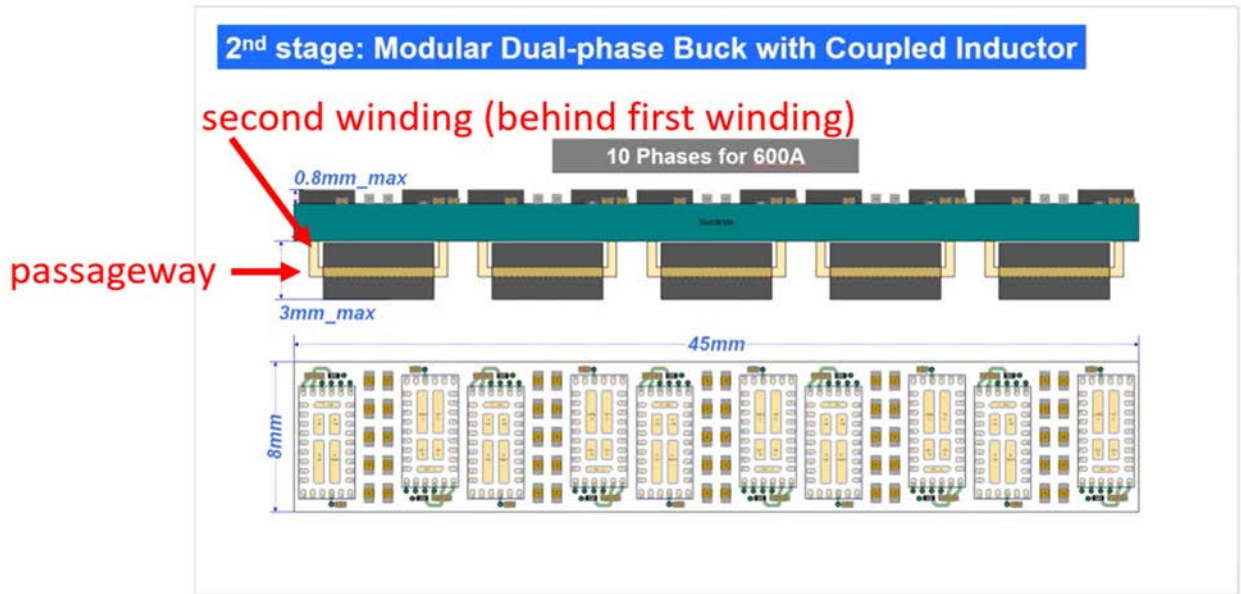 2nd stage: Modular Dual-phase Buck with Coupled Inductor
second winding (behind first winding)
10 Phases for 600A
0.8mm_max
passageway
3mm_max
45mm
8mm